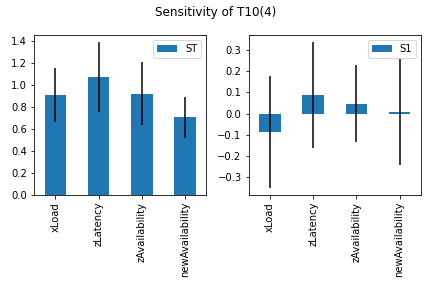 Sensitivity of T10(4)
1.4
1.2
1.0
0.8
0.6
0.4
0.2
0.0
ST
xLoad
zLatency
zAvailability
newAvailability
0.3
0.2
0.1
0.0
−0.1
−0.2
−0.3
S1
xLoad
zLatency
zAvailability
newAvailability